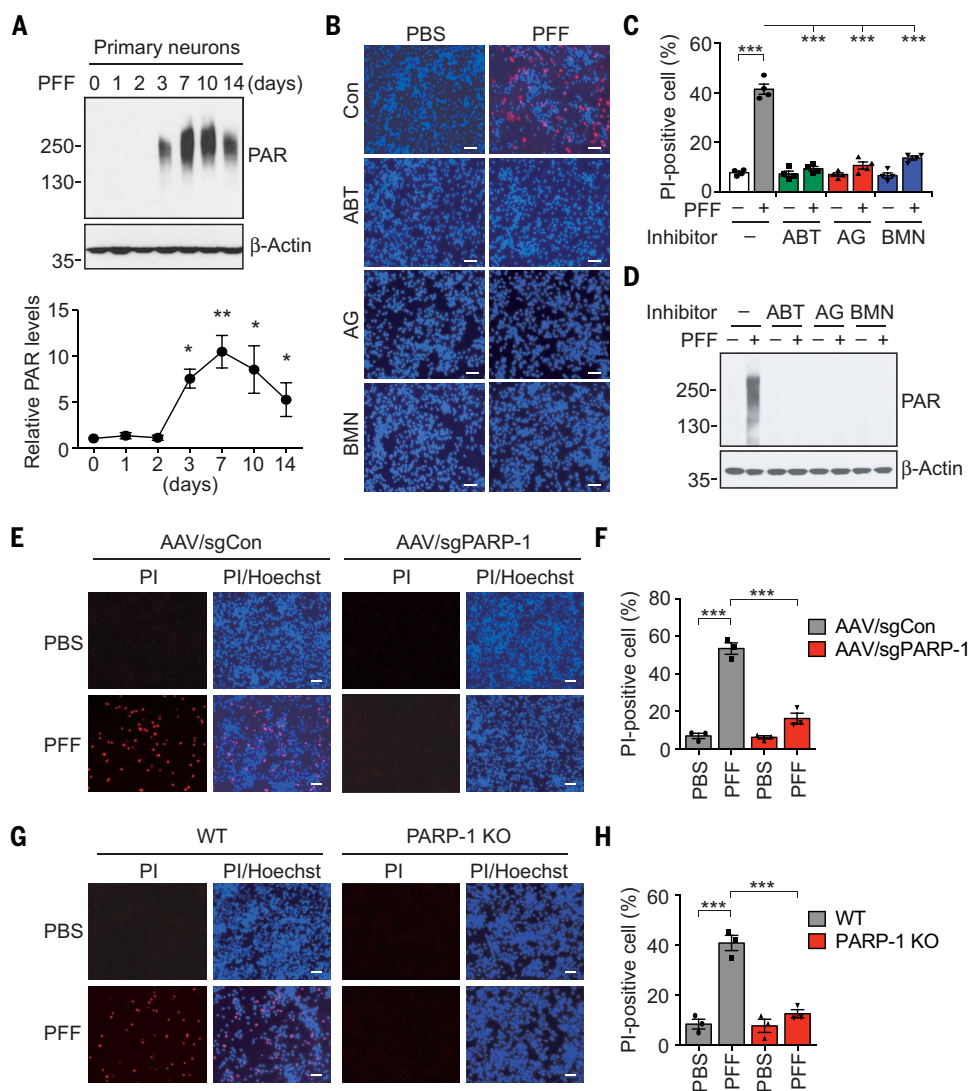 A
Primary neurons
PFF 0 1 2 3 7 10 14 (days)
250
130
PAR
35
β-Actin
Relative PAR levels
15
10
5
1
0
* ** * *
0 1 2 3 7 10 14
(days)
B
PBS PFF
Con
ABT
AG
BMN
C
PI-positive cell (%)
60
40
20
0
*** *** *** ***
PFF − + − + − + − +
Inhibitor − ABT AG BMN
D
Inhibitor − ABT AG BMN
PFF − + − + − + − +
250
130
PAR
35
β-Actin
E
AAV/sgCon AAV/sgPARP-1
PI PI/Hoechst PI PI/Hoechst
PBS
PFF
F
PI-positive cell (%)
80
60
40
20
0
*** ***
AAV/sgCon
AAV/sgPARP-1
PBS PFF PBS PFF
G
WT PARP-1 KO
PI PI/Hoechst PI PI/Hoechst
PBS
PFF
H
PI-positive cell (%)
60
40
20
0
*** ***
WT
PARP-1 KO
PBS PFF PBS PFF